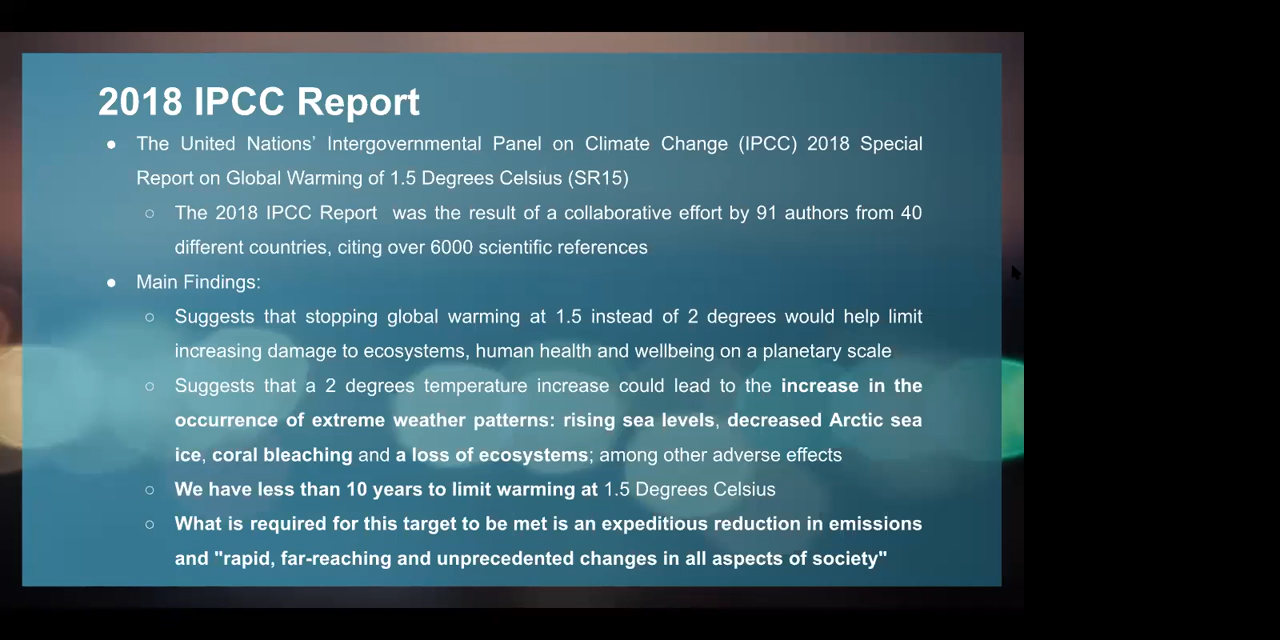 2018 IPCC Report
● The United Nations’ Intergovernmental Panel on Climate Change (IPCC) 2018 Special
Report on Global Warming of 1.5 Degrees Celsius (SR15)
○ The 2018 IPCC Report was the result of a collaborative effort by 91 authors from 40
different countries, citing over 6000 scientific references
● Main Findings:
○ Suggests that stopping global warming at 1.5 instead of 2 degrees would help limit
increasing damage to ecosystems, human health and wellbeing on a planetary scale
○ Suggests that a 2 degrees temperature increase could lead to the increase in the
occurrence of extreme weather patterns: rising sea levels, decreased Arctic sea
ice, coral bleaching and a loss of ecosystems; among other adverse effects
○ We have less than 10 years to limit warming at 1.5 Degrees Celsius
○ What is required for this target to be met is an expeditious reduction in emissions
and "rapid, far-reaching and unprecedented changes in all aspects of society"